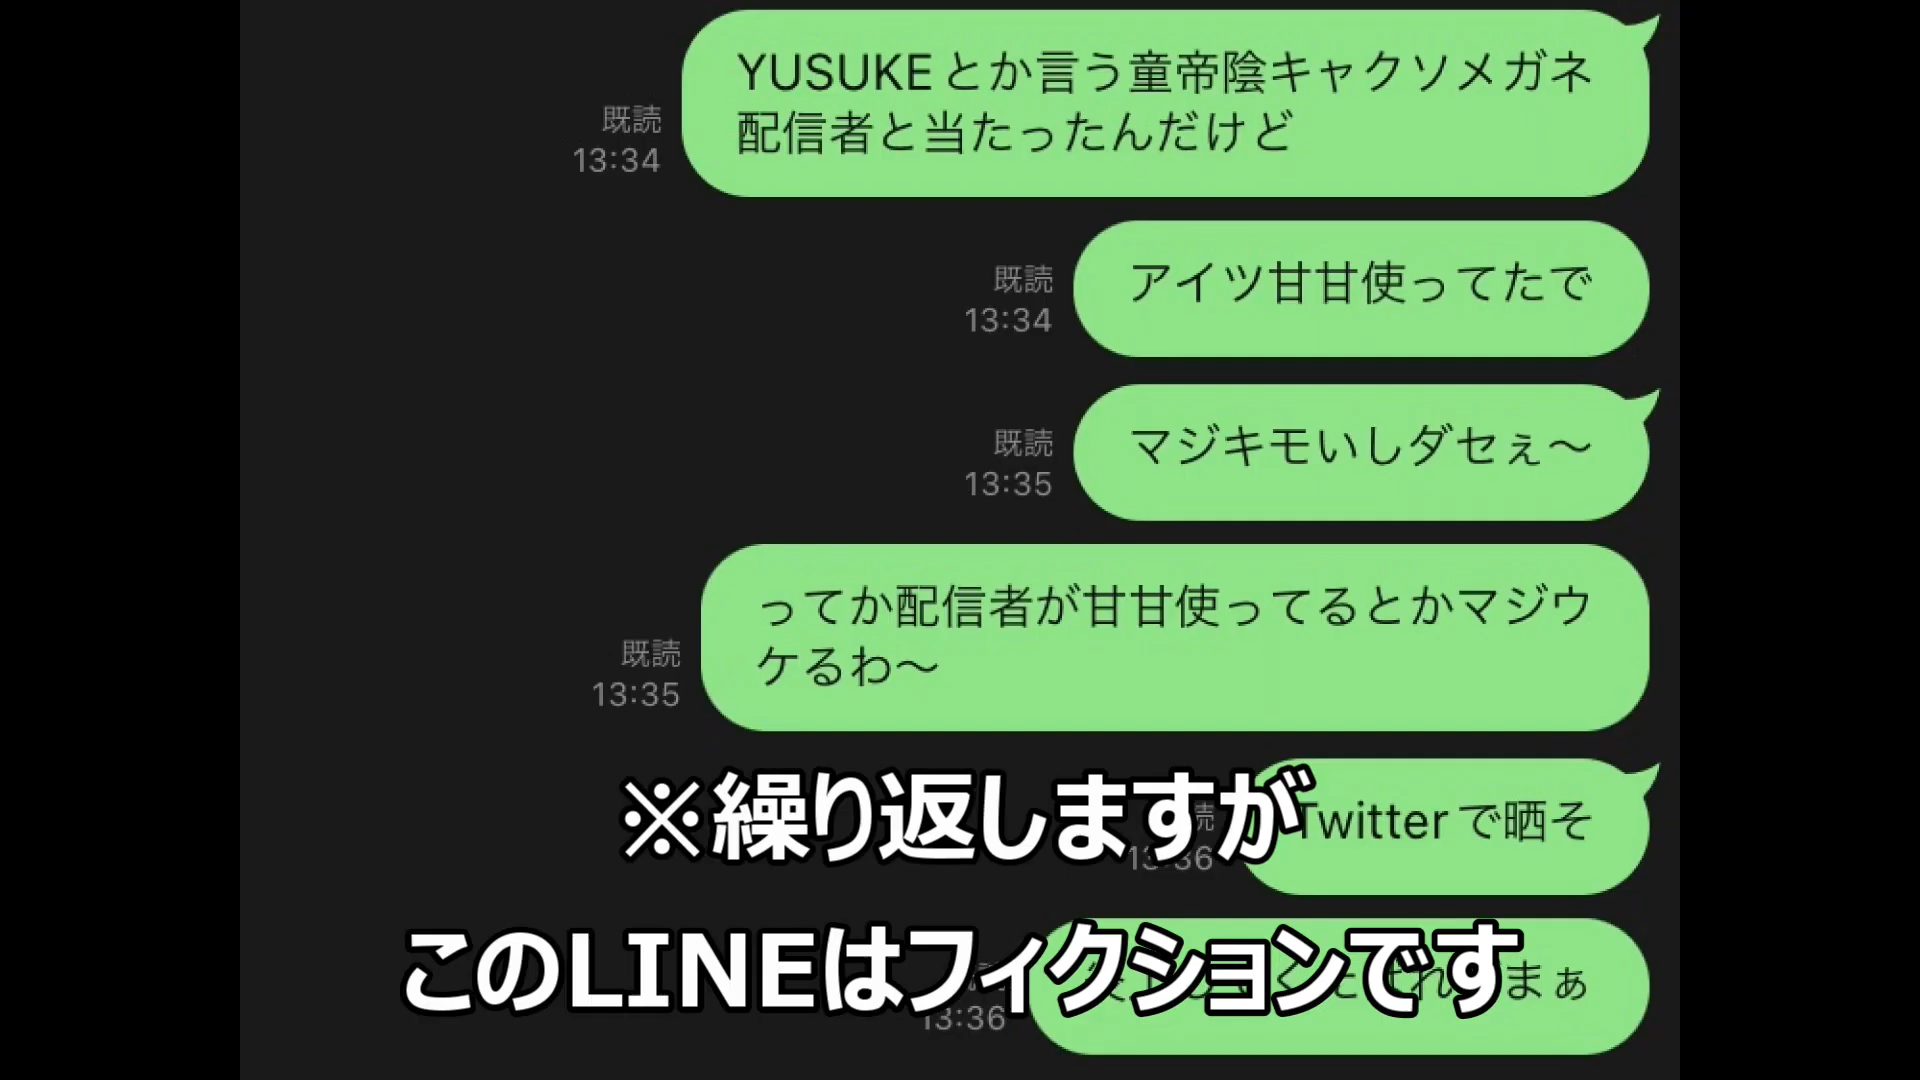 YUSUKEとか言う童帝陰キャクソメガネ
配信者と当たったんだけど
既読
13:34
アイツ甘甘使ってたで
既読
13:34
マジキモいしダセぇ〜
既読
13:35
ってか配信者が甘甘使ってるとかマジウ
ケるわ〜
既読
13:35
Twitterで晒そ
13:36
まぁ
13:36
※繰り返しますが
このLINEはフィクションです